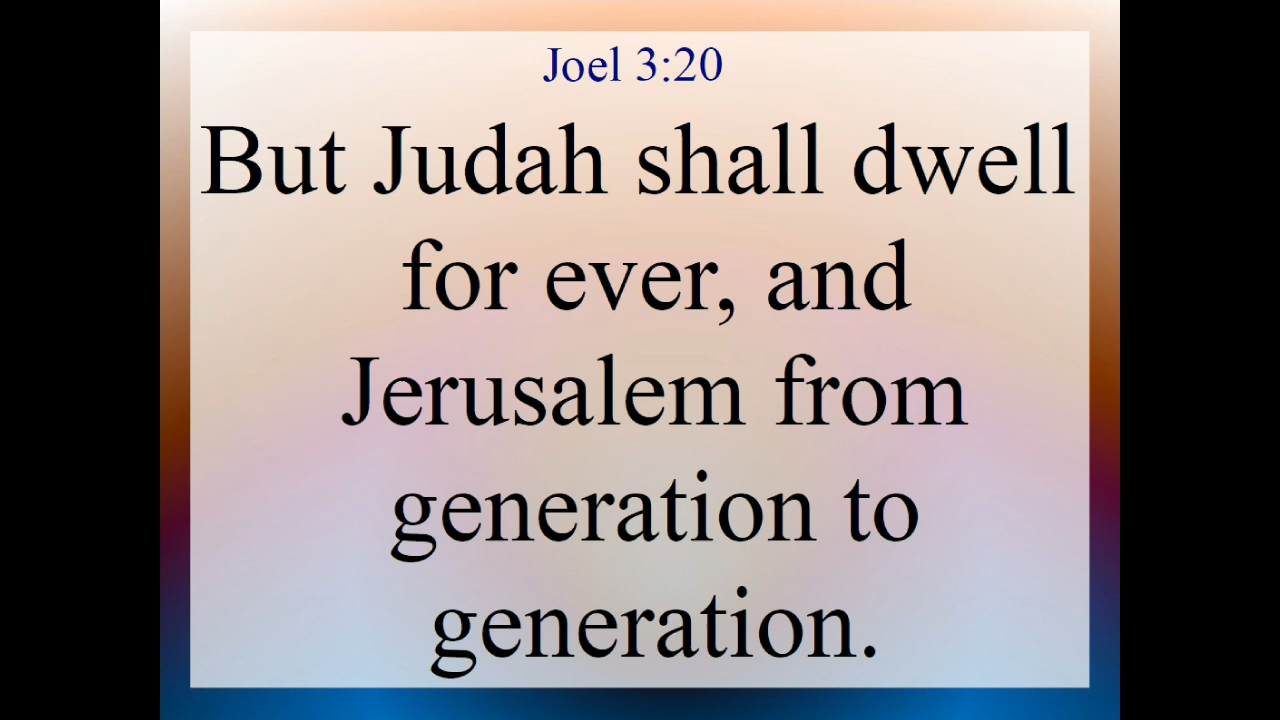 Joel 3:20
But Judah shall dwell
for ever, and
Jerusalem from
generation to
generation.